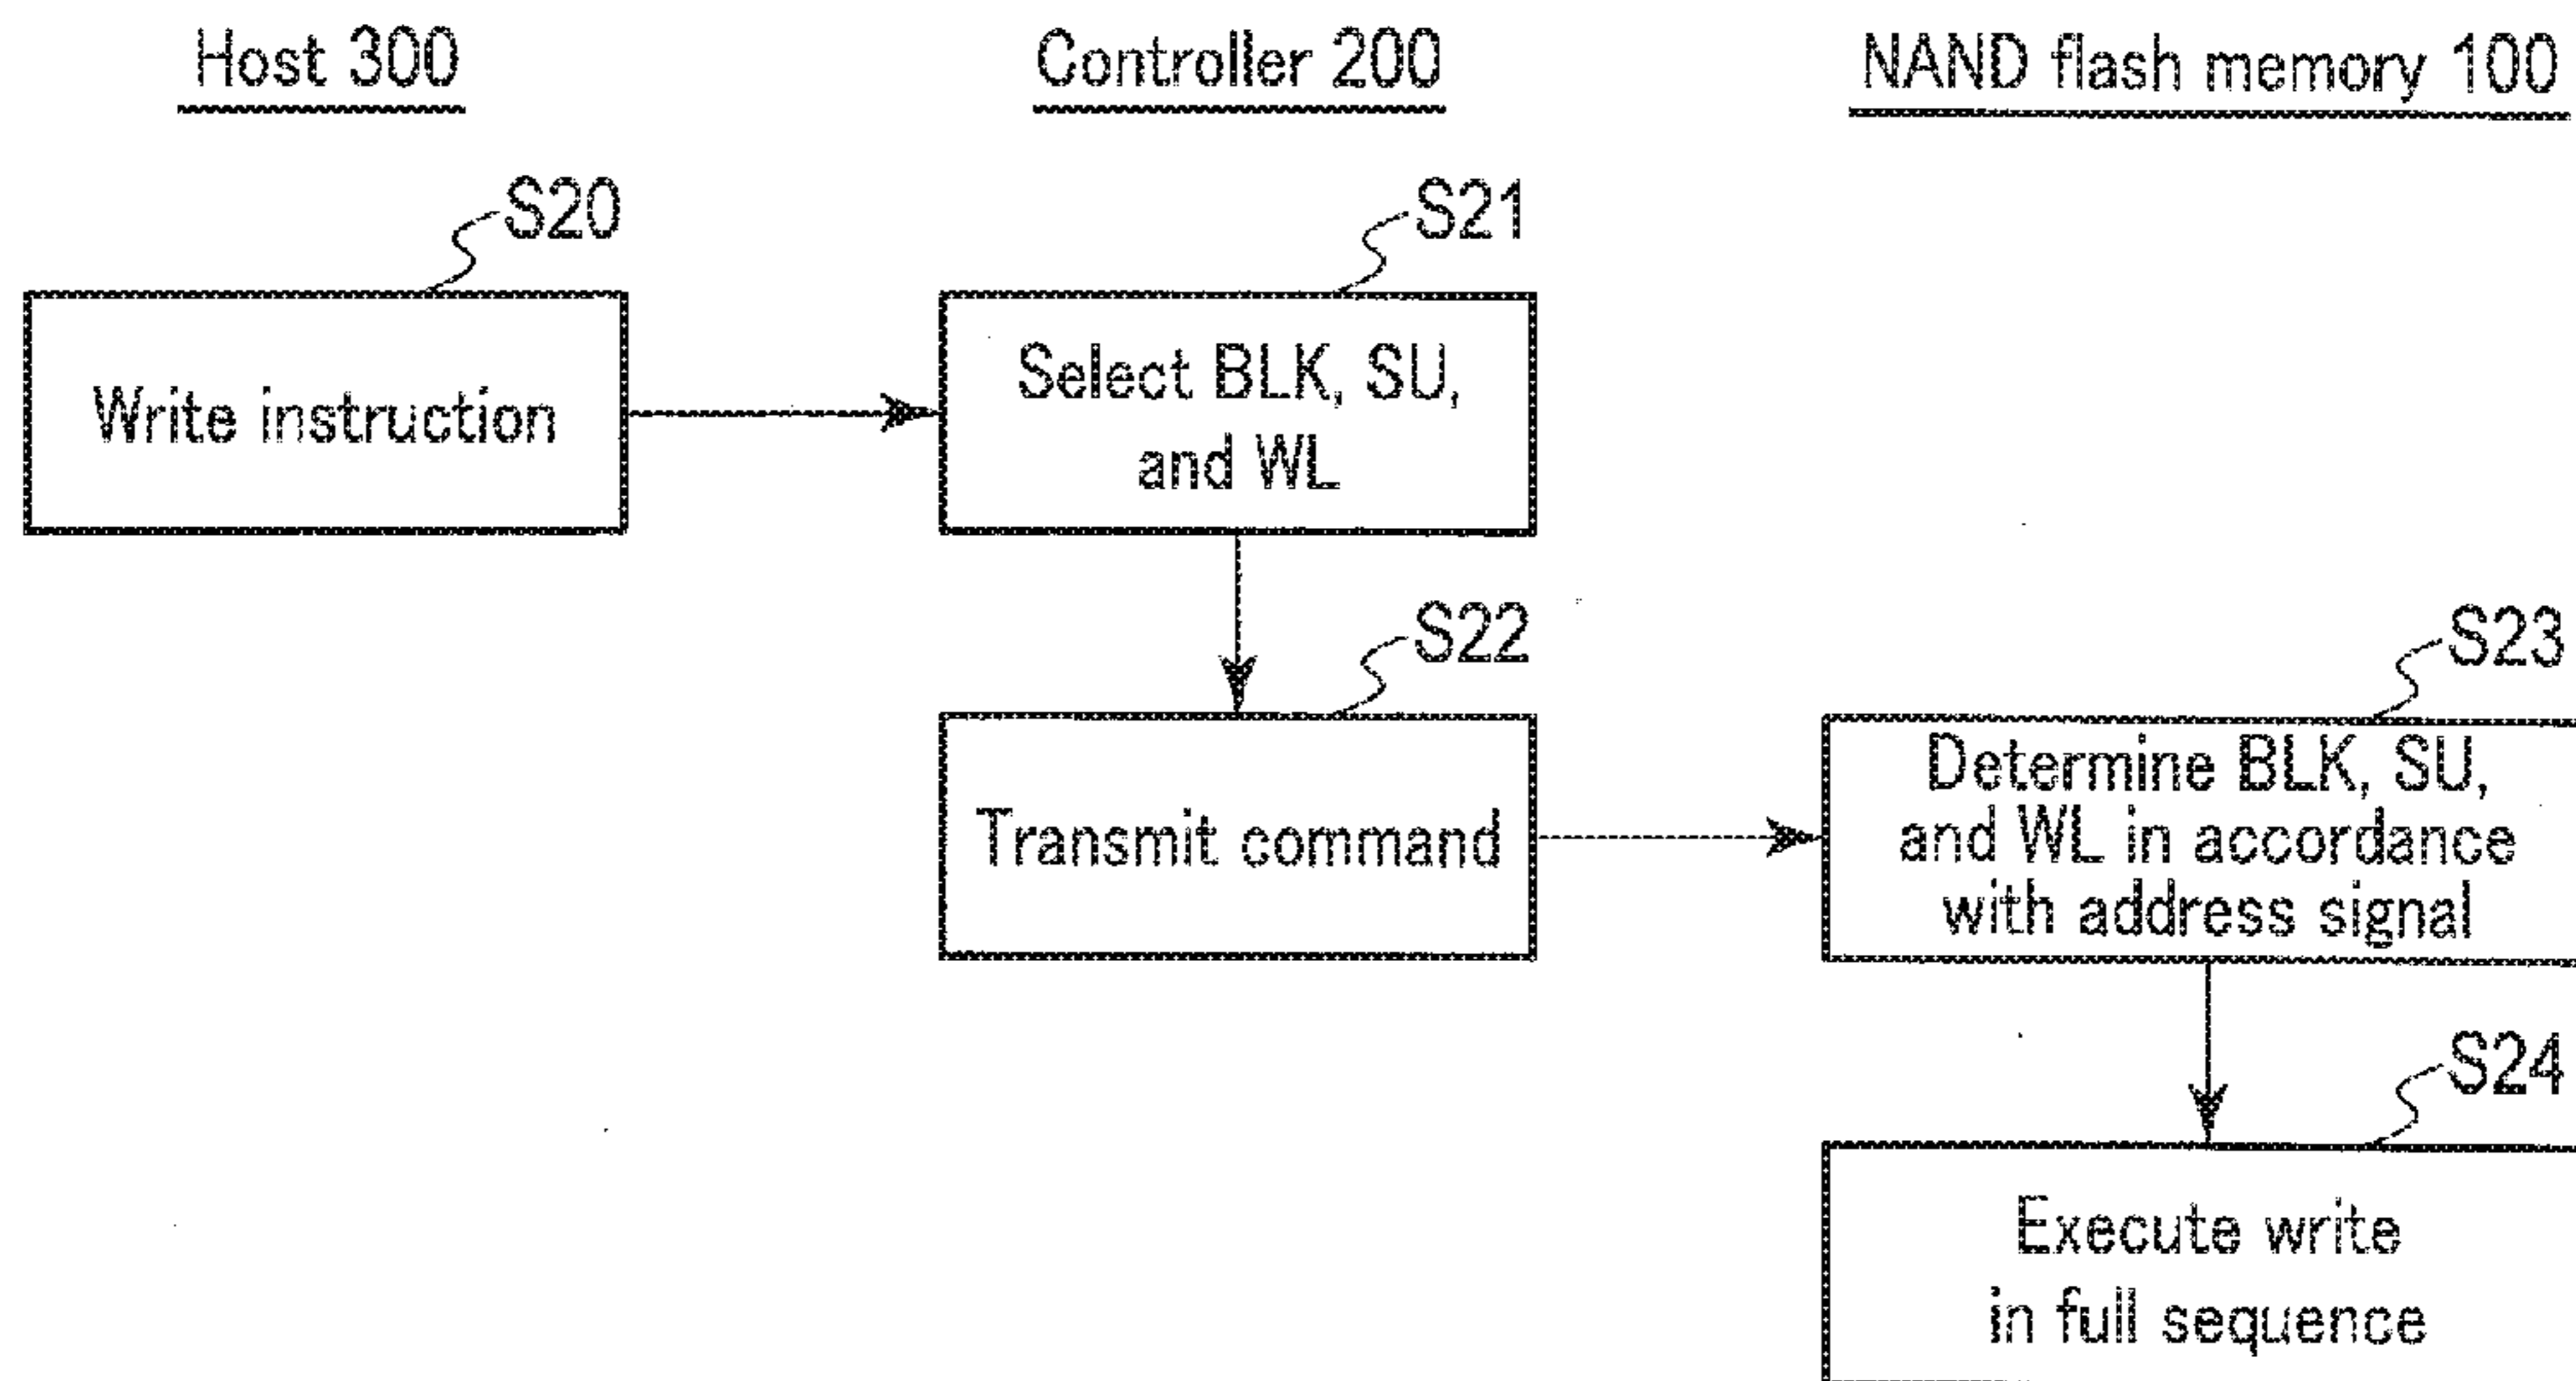 Host 300
Controller 200
NAND flash memory 100
S20
S21
Write instruction
Select BLK, SU,
and WL
S22
S23
Transmit command
Determine BLK, SU,
and WL in accordance
with address signal
S24
Execute write
in full sequence